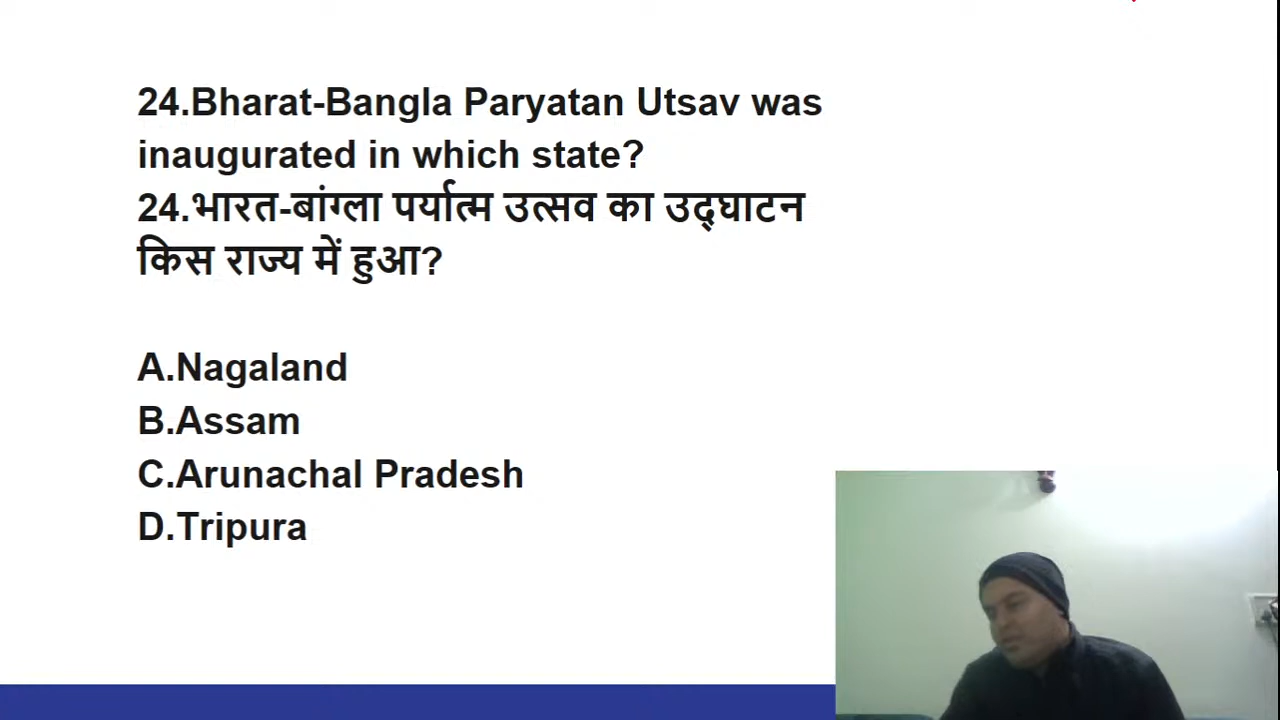 24.Bharat-Bangla Paryatan Utsav was
inaugurated in which state?
24.भारत-बांग्ला पर्यात्म उत्सव का उद्घाटन
किस राज्य में हुआ?
A.Nagaland
B.Assam
C.Arunachal Pradesh
D.Tripura